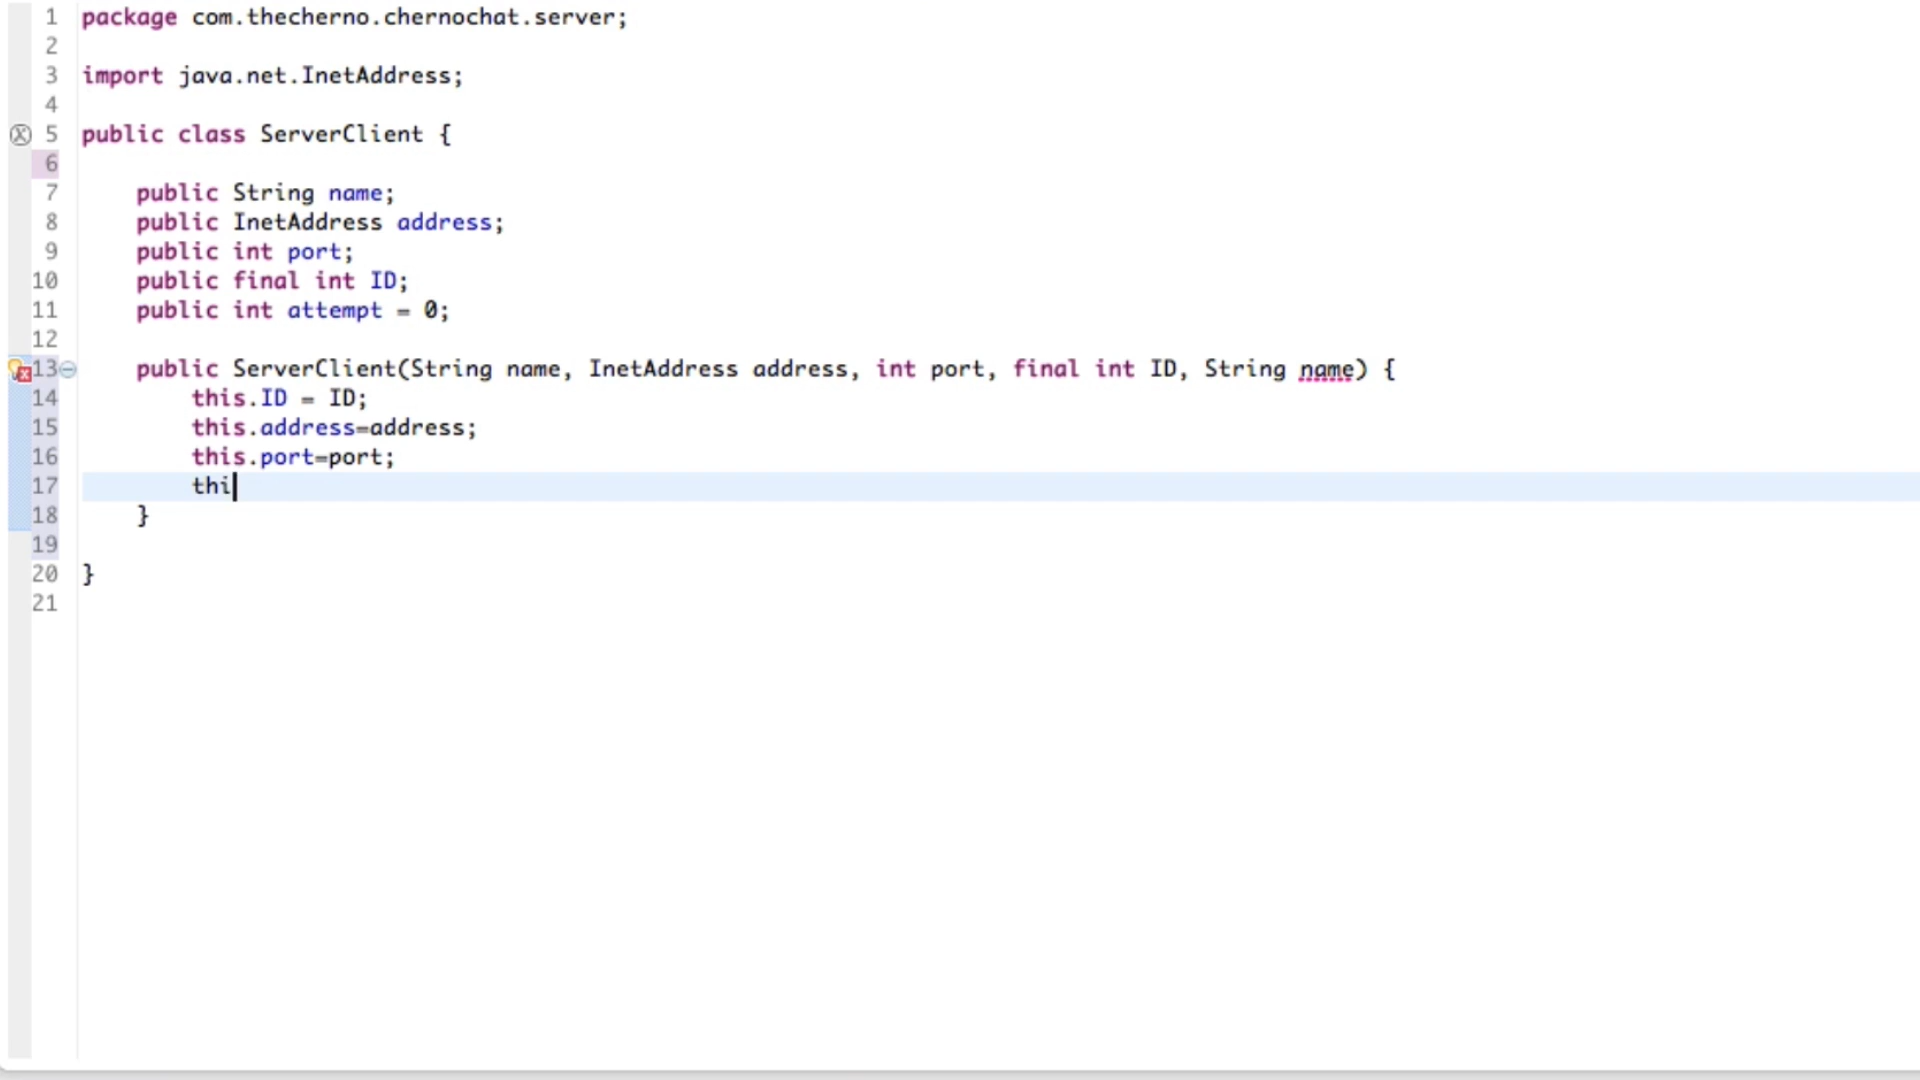 1 package com.thecherno.chernochat.server;
2
3 import java.net.InetAddress;
4
5 public class ServerClient {
6
7 public String name;
8 public InetAddress address;
9 public int port;
10 public final int ID;
11 public int attempt = 0;
12
13 public ServerClient(String name, InetAddress address, int port, final int ID, String name) {
14 this.ID = ID;
15 this.address=address;
16 this.port=port;
17 thi
18 }
19
20 }
21